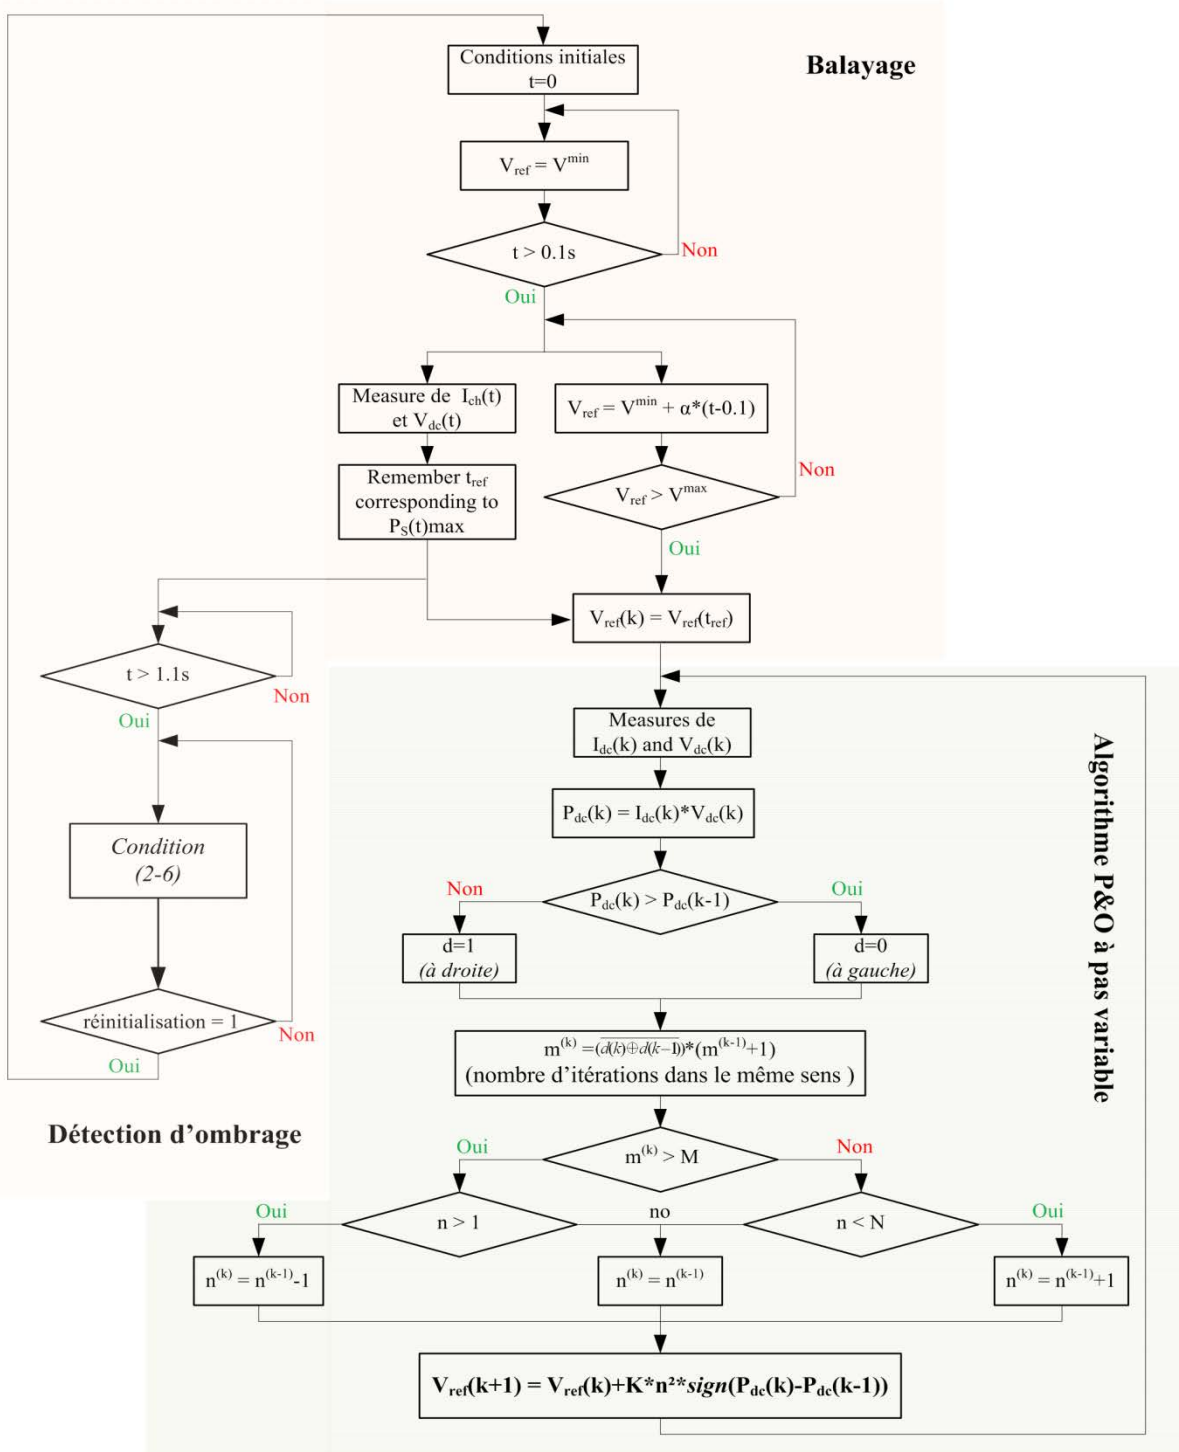 Conditions initiales
t=0
Balayage
V_ref = V^min
t > 0.1s
Non
Oui
Measure de I_ch(t)
et V_dc(t)
V_ref = V^min + α*(t-0.1)
Remember t_ref
corresponding to
P_S(t)max
V_ref > V^max
Non
Oui
V_ref(k) = V_ref(t_ref)
t > 1.1s
Non
Oui
Condition
(2-6)
réinitialisation = 1
Non
Oui
Détection d’ombrage
Measures de
I_dc(k) and V_dc(k)
P_dc(k) = I_dc(k)*V_dc(k)
Algorithme P&O à pas variable
P_dc(k) > P_dc(k-1)
Non
Oui
d=1
(à droite)
d=0
(à gauche)
m^(k) =(\overline{d(k)⊕d(k−1)})*(m^(k-1)+1)
(nombre d’itérations dans le même sens )
m^(k) > M
Oui
Non
n > 1
Oui
no
n < N
Oui
n^(k) = n^(k-1)-1
n^(k) = n^(k-1)
n^(k) = n^(k-1)+1
V_ref(k+1) = V_ref(k)+K*n²*sign(P_dc(k)-P_dc(k-1))